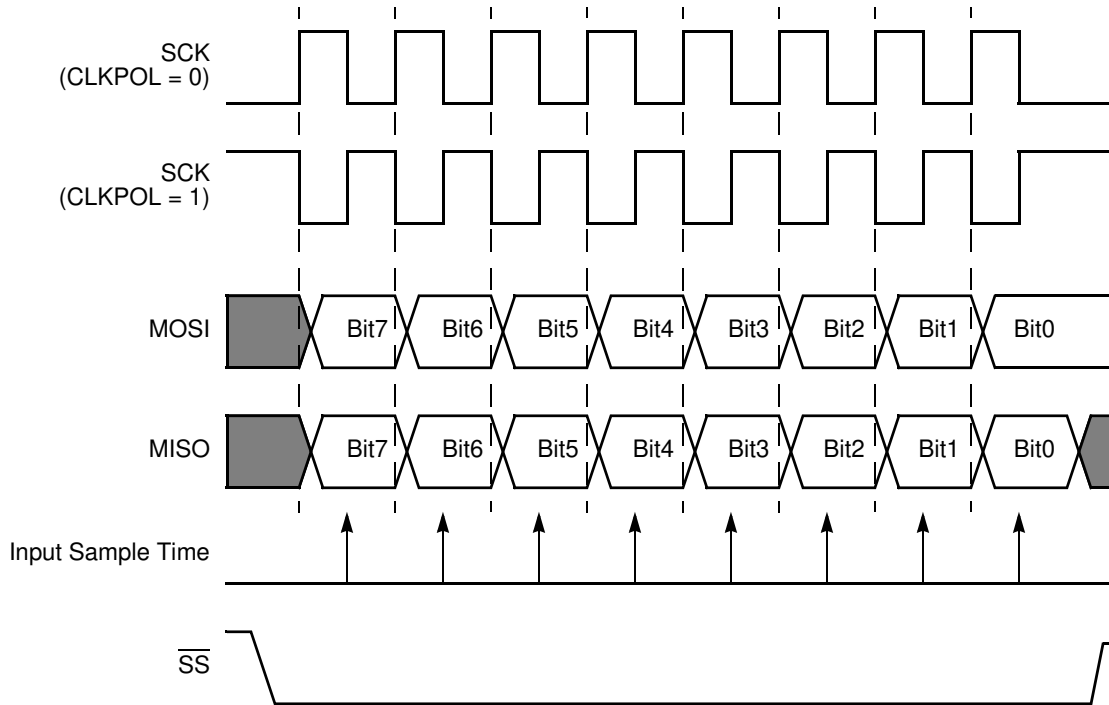 SCK
(CLKPOL = 0)
SCK
(CLKPOL = 1)
MOSI Bit7 Bit6 Bit5 Bit4 Bit3 Bit2 Bit1 Bit0
MISO Bit7 Bit6 Bit5 Bit4 Bit3 Bit2 Bit1 Bit0
Input Sample Time
SS